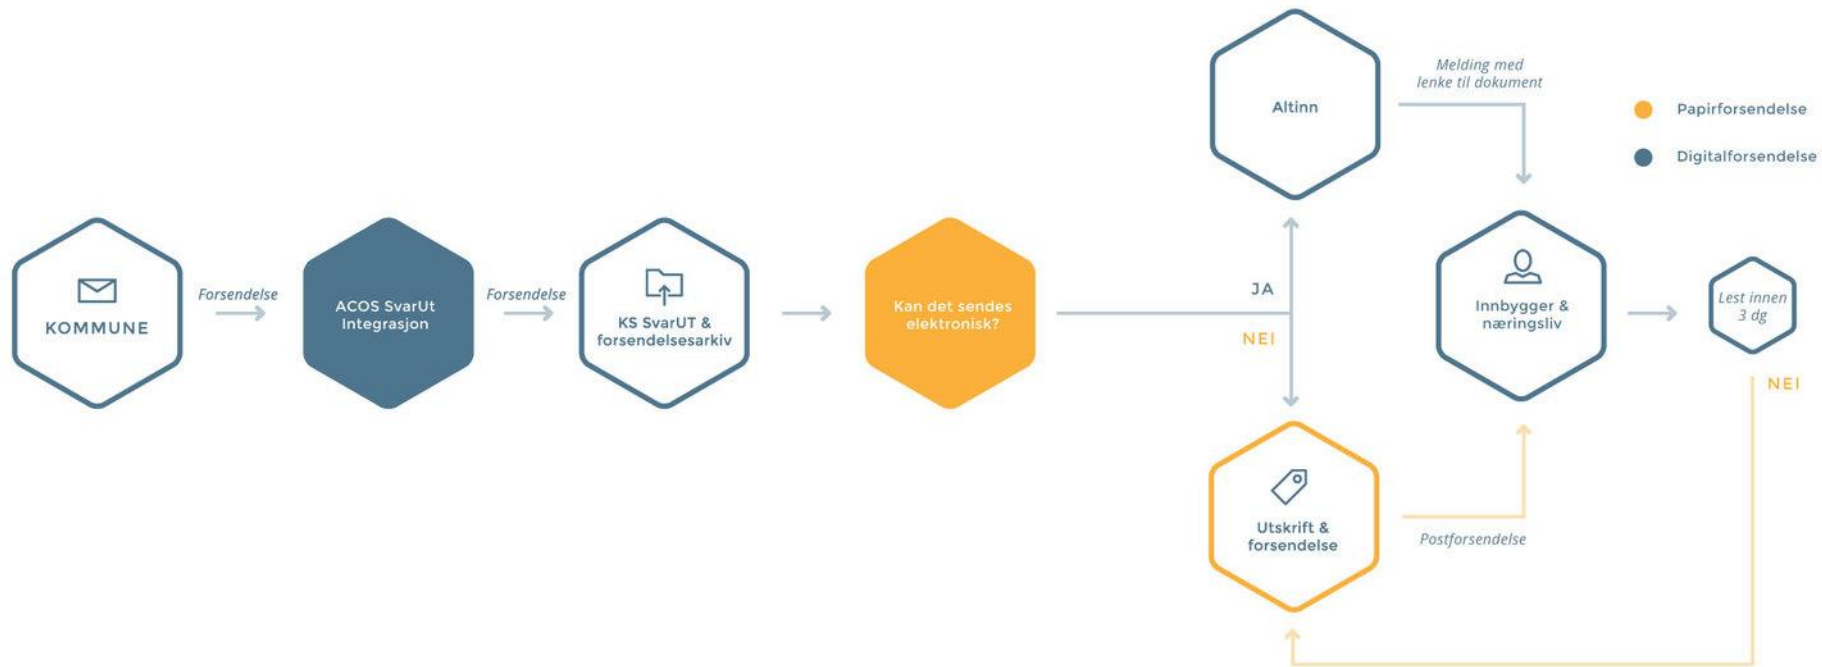 KOMMUNE
Forsendelse
ACOS SvarUt
Integrasjon
Forsendelse
KS SvarUT &
forsendelsesarkiv
Kan det sendes
elektronisk?
JA
NEI
Altinn
Melding med
lenke til dokument
Utskrift &
forsendelse
Postforsendelse
Innbygger &
næringsliv
Lest innen
3 dg
NEI
Papirforsendelse
Digitalforsendelse